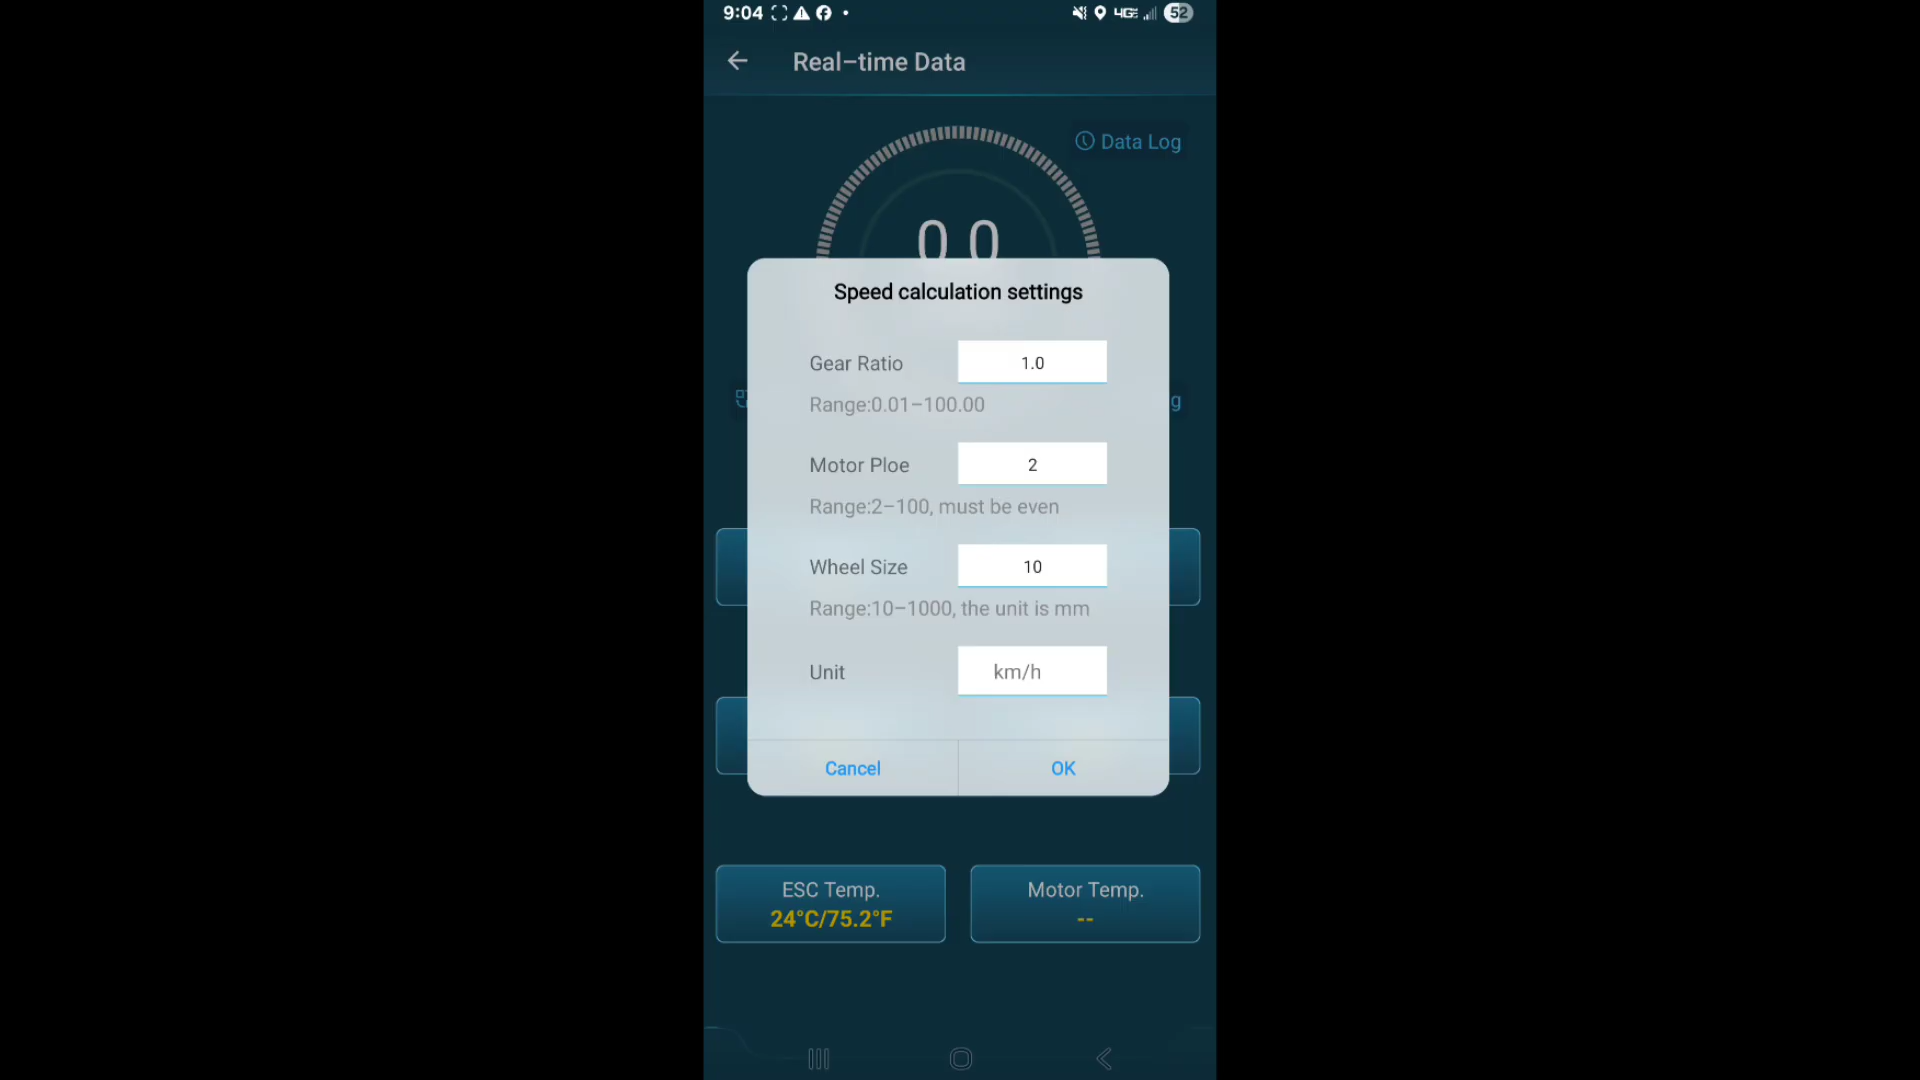 9:04
4GE 52
Real-time Data
Data Log
0 0
Speed calculation settings
Gear Ratio 1.0
Range:0.01-100.00
g
Motor Ploe 2
Range:2-100, must be even
Wheel Size 10
Range:10-1000, the unit is mm
Unit km/h
Cancel OK
ESC Temp. Motor Temp.
24°C/75.2°F --